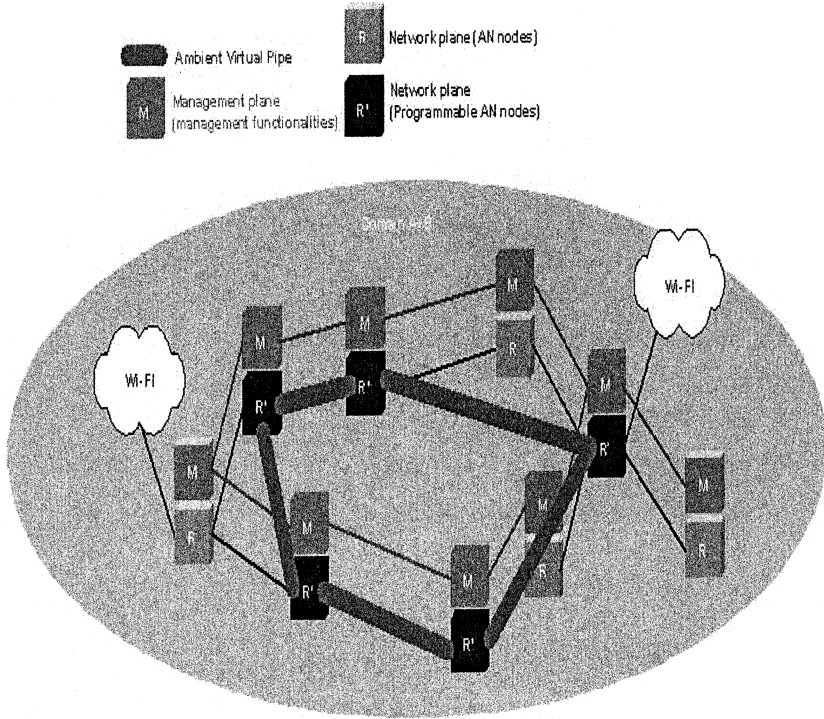 Ambient Virtual Pipe
R Network plane (AN nodes)
M Management plane
(management functionalities)
R' Network plane
(Programmable AN nodes)
Wi-Fi
M
M
M
R
R'
R'
Wi-Fi
M
R'
M
R
M
R'
M
R'
M
R
M
R